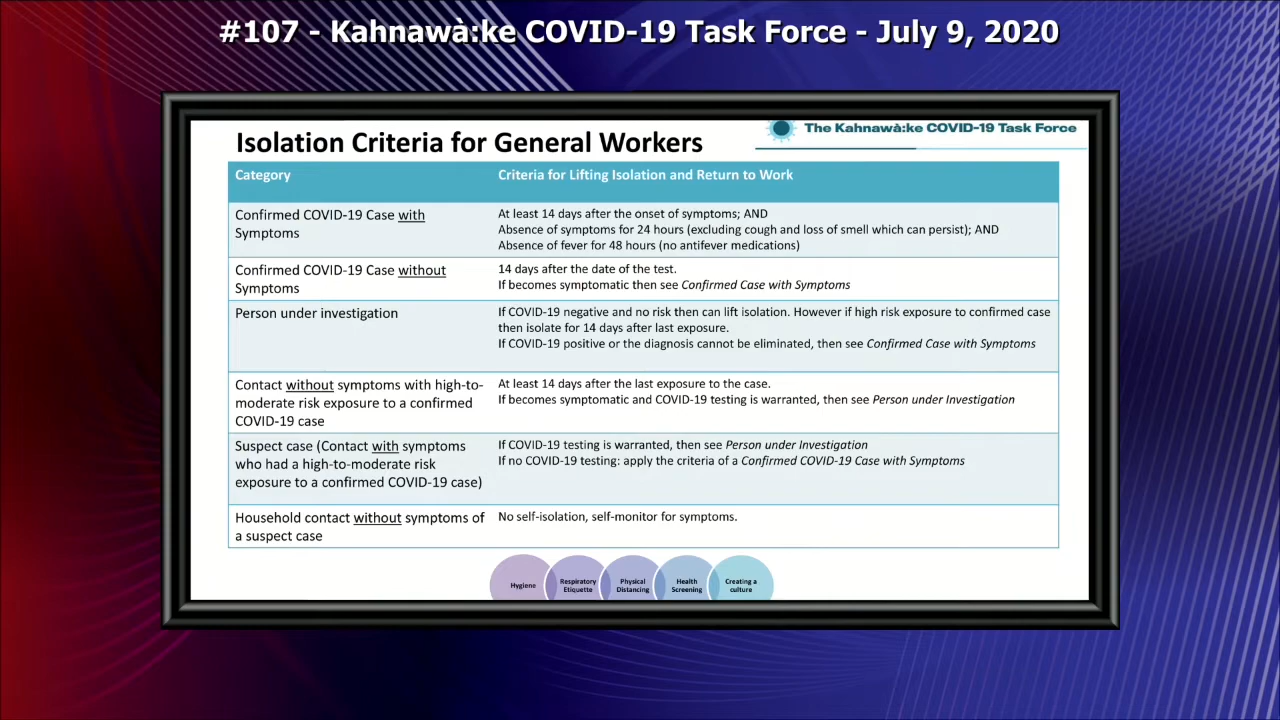 #107 - Kahnawà:ke COVID-19 Task Force - July 9, 2020
Isolation Criteria for General Workers
The Kahnawà:ke COVID-19 Task Force
Category
Criteria for Lifting Isolation and Return to Work
Confirmed COVID-19 Case with
Symptoms
At least 14 days after the onset of symptoms; AND
Absence of symptoms for 24 hours (excluding cough and loss of smell which can persist); AND
Absence of fever for 48 hours (no antifever medications)
Confirmed COVID-19 Case without
Symptoms
14 days after the date of the test.
If becomes symptomatic then see Confirmed Case with Symptoms
Person under investigation
If COVID-19 negative and no risk then can lift isolation. However if high risk exposure to confirmed case
then isolate for 14 days after last exposure.
If COVID-19 positive or the diagnosis cannot be eliminated, then see Confirmed Case with Symptoms
Contact without symptoms with high-to-
moderate risk exposure to a confirmed
COVID-19 case
At least 14 days after the last exposure to the case.
If becomes symptomatic and COVID-19 testing is warranted, then see Person under Investigation
Suspect case (Contact with symptoms
who had a high-to-moderate risk
exposure to a confirmed COVID-19 case)
If COVID-19 testing is warranted, then see Person under Investigation
If no COVID-19 testing: apply the criteria of a Confirmed COVID-19 Case with Symptoms
Household contact without symptoms of
a suspect case
No self-isolation, self-monitor for symptoms.
Hygiene
Respiratory
Etiquette
Physical
Distancing
Health
Screening
Creating a
culture